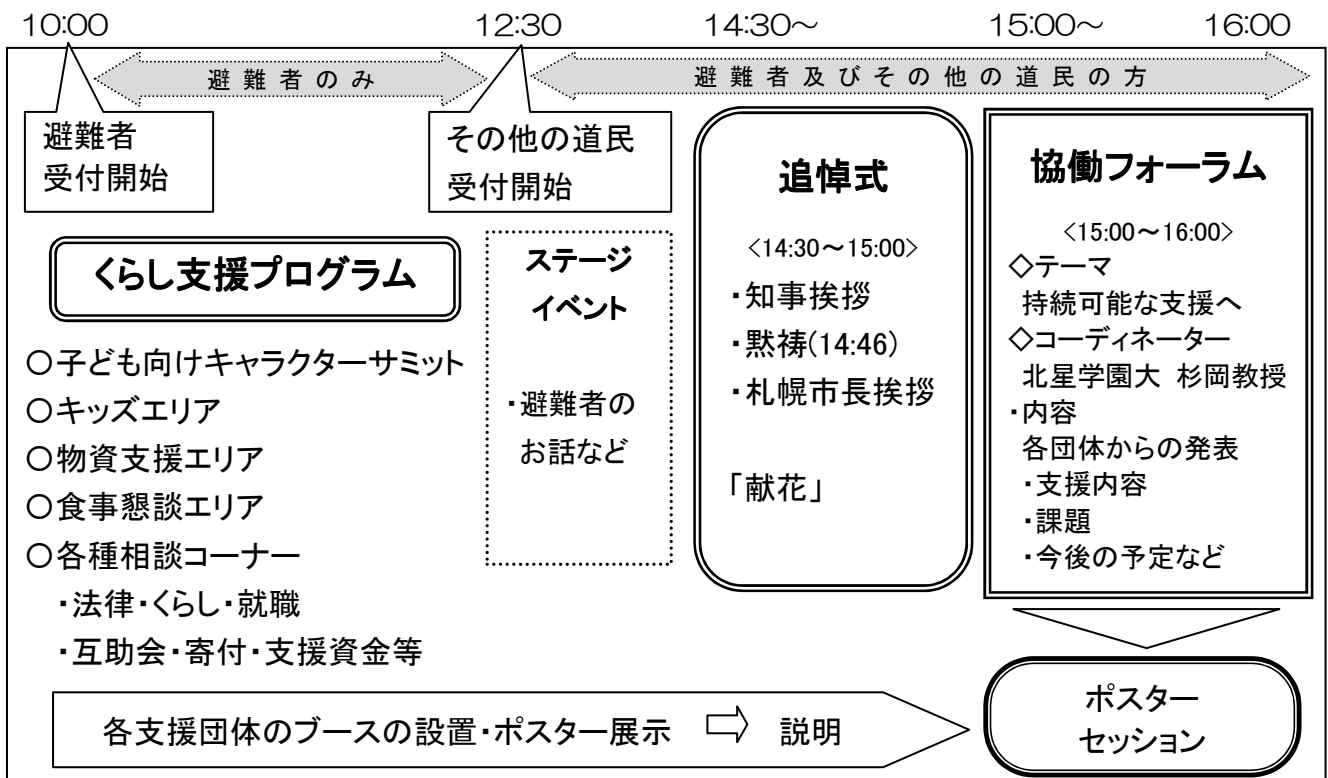 10:00 12:30 14:30～ 15:00～ 16:00
避難者のみ
避難者及びその他の道民の方
避難者
受付開始
その他の道民
受付開始
くらし支援プログラム
○子ども向けキャラクターサミット
○キッズエリア
○物資支援エリア
○食事懇談エリア
○各種相談コーナー
・法律・くらし・就職
・互助会・寄付・支援資金等
ステージ
イベント
・避難者の
お話など
追悼式
<14:30～15:00>
・知事挨拶
・黙祷(14:46)
・札幌市長挨拶
「献花」
協働フォーラム
<15:00～16:00>
◇テーマ
持続可能な支援へ
◇コーディネーター
北星学園大 杉岡教授
・内容
各団体からの発表
・支援内容
・課題
・今後の予定など
各支援団体のブースの設置・ポスター展示 ⇨ 説明
ポスター
セッション